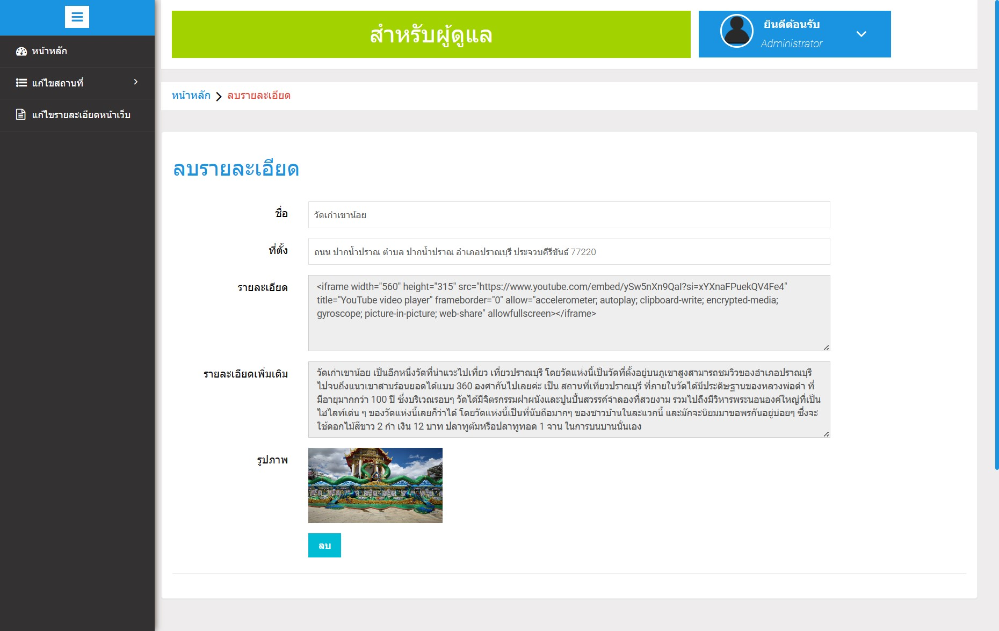 สำหรับผู้ดูแล
ยินดีต้อนรับ
Administrator
หน้าหลัก
แก้ไขสถานที่
แก้ไขรายละเอียดหน้าเว็บ
หน้าหลัก
ลบรายละเอียด
ลบรายละเอียด
ชื่อ
วัดเก่าเขาน้อย
ที่ตั้ง
ถนน ปากน้ำปราณ ตำบล ปากน้ำปราณ อำเภอปราณบุรี ประจวบคีรีขันธ์ 77220
รายละเอียด
<iframe width="560" height="315" src="https://www.youtube.com/embed/ySw5nXn9QaI?si=xYXnaFPuekQV4Fe4"
title="YouTube video player" frameborder="0" allow="accelerometer; autoplay; clipboard-write; encrypted-media;
gyroscope; picture-in-picture; web-share" allowfullscreen></iframe>
รายละเอียดเพิ่มเติม
วัดเก่าเขาน้อย เป็นอีกหนึ่งวัดที่น่าแวะไปเที่ยว เที่ยวปราณบุรี โดยวัดแห่งนี้เป็นวัดที่ตั้งอยู่บนภูเขาสูงสามารถชมวิวของอำเภอปราณบุรี
ไปจนถึงแนวเขาสามร้อนยอดได้แบบ 360 องศากันไปเลยค่ะ เป็น สถานที่เที่ยวปราณบุรี ที่ภายในวัดได้มีประดิษฐานของหลวงพ่อดำ ที่
มีอายุมากกว่า 100 ปี ซึ่งบริเวณรอบๆ วัดได้มีจิตรกรรมฝาผนังและปูนปั้นสวรรค์จำลองที่สวยงาม รวมไปถึงมีวิหารพระนอนองค์ใหญ่ที่เป็น
ไฮไลท์เด่น ๆ ของวัดแห่งนี้เลยก็ว่าได้ โดยวัดแห่งนี้เป็นที่นับถือมากๆ ของชาวบ้านในละแวกนี้ และมักจะนิยมมาขอพรกันอยู่บ่อยๆ ซึ่งจะ
ใช้ดอกไม้สีขาว 2 กำ เงิน 12 บาท ปลาทูต้มหรือปลาทูทอด 1 จาน ในการบนบานนั่นเอง
รูปภาพ
ลบ